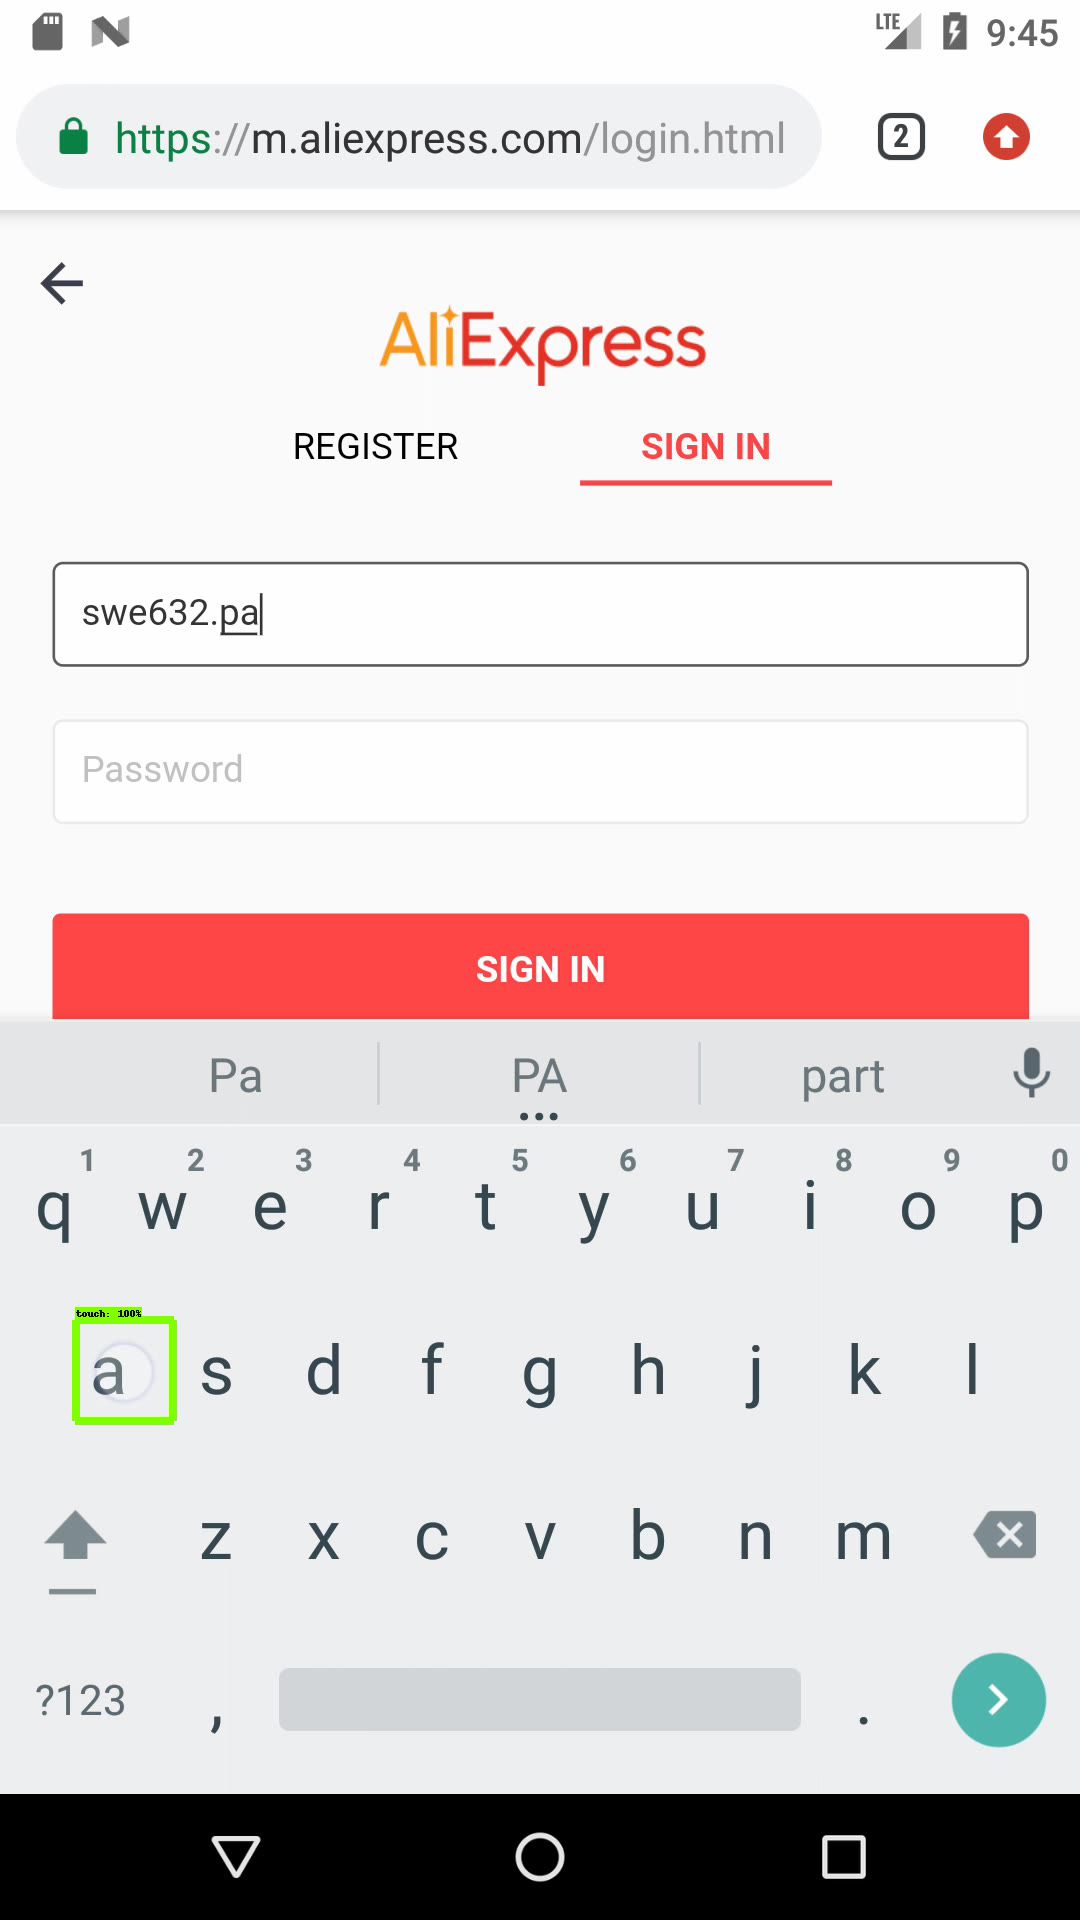 LTE 9:45
https://m.aliexpress.com/login.html 2
AliExpress
REGISTER SIGN IN
swe632.pa
Password
SIGN IN
Pa PA part
1 2 3 4 5 6 7 8 9 0
q w e r t y u i o p
touch: 100%
a s d f g h j k l
z x c v b n m
?123 , .